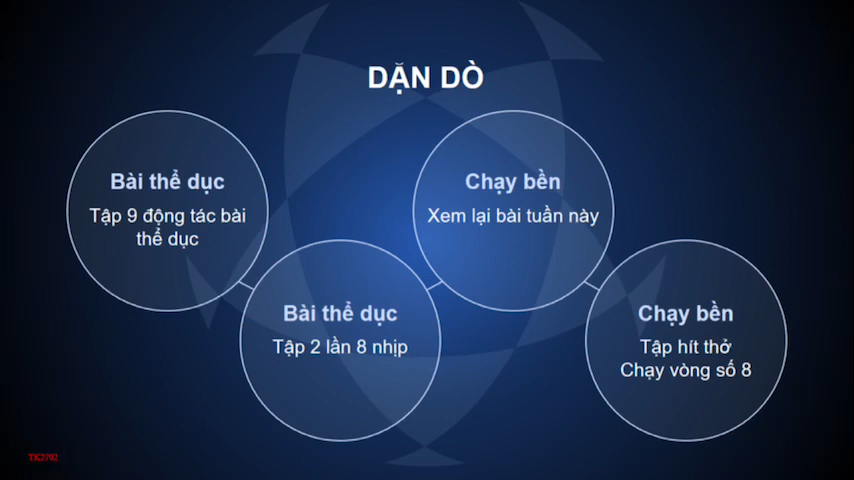 DẶN DÒ
Bài thể dục
Tập 9 động tác bài
thể dục
Bài thể dục
Tập 2 lần 8 nhịp
Chạy bền
Xem lại bài tuần này
Chạy bền
Tập hít thở
Chạy vòng số 8
TK2702